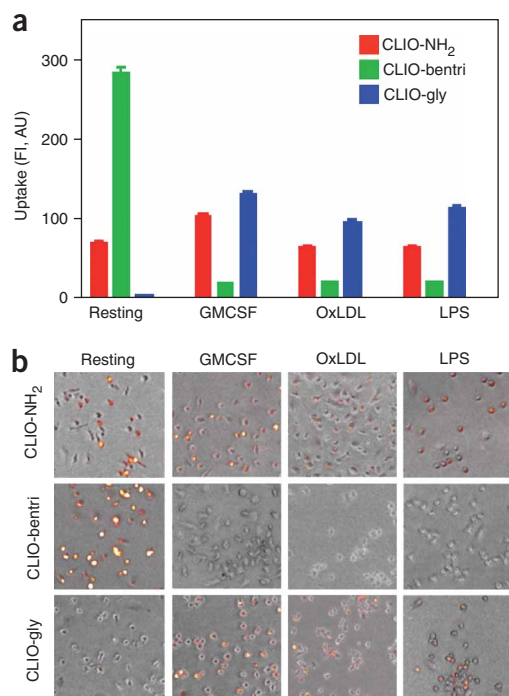 a
CLIO-NH2
CLIO-bentri
CLIO-gly
300
200
100
0
Uptake (FI, AU)
Resting GMCSF OxLDL LPS
b
Resting GMCSF OxLDL LPS
CLIO-NH2
CLIO-bentri
CLIO-gly